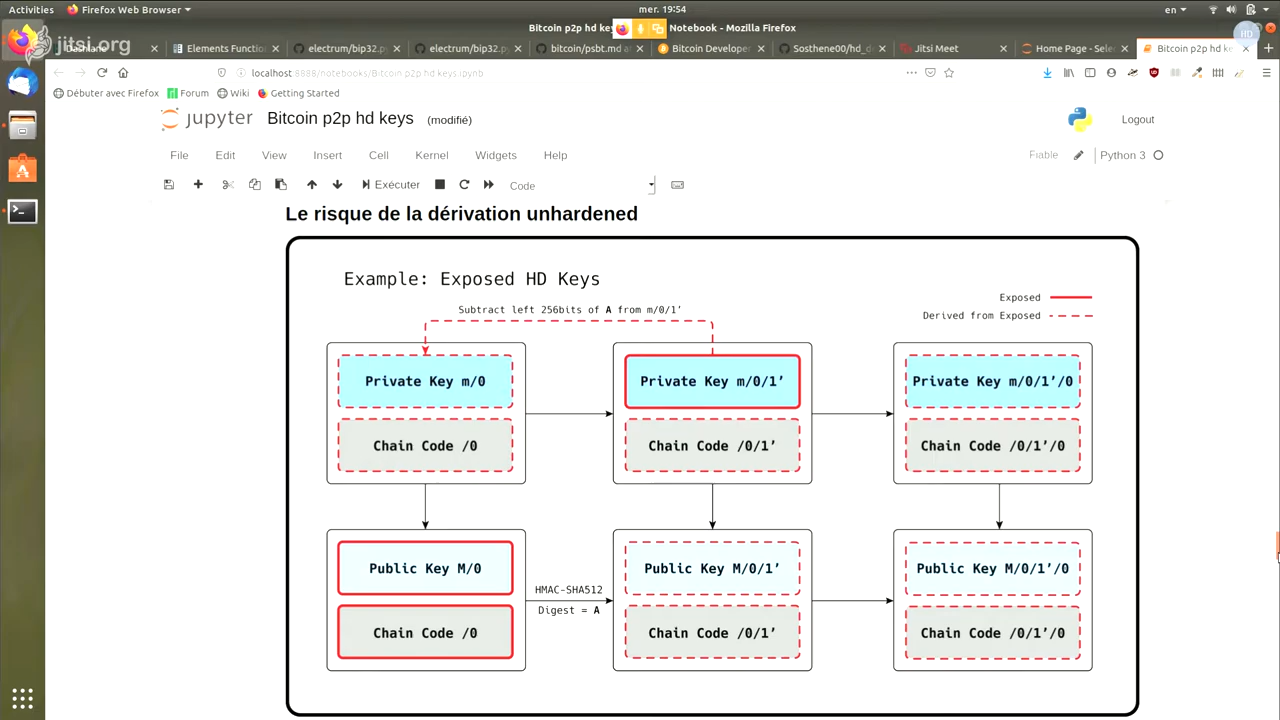 Activities Firefox Web Browser mer. 19:54 en
Bitcoin p2p hd ke Notebook - Mozilla Firefox
jitsi.org
Elements Function electrum/bip32.p electrum/bip32.p bitcoin/psbt.md at Bitcoin Developer Sosthene00/hd_d Jitsi Meet Home Page - Sele Bitcoin p2p hd ke
localhost:8888/notebooks/Bitcoin p2p hd keys.ipynb
Débuter avec Firefox Forum Wiki Getting Started
jupyter Bitcoin p2p hd keys (modifié) Logout
File Edit View Insert Cell Kernel Widgets Help Fiable Python 3
Exécuter Code
Le risque de la dérivation unhardened
Example: Exposed HD Keys
Exposed
Subtract left 256bits of A from m/0/1’
Derived from Exposed
Private Key m/0 Private Key m/0/1’ Private Key m/0/1’/0
Chain Code /0 Chain Code /0/1’ Chain Code /0/1’/0
Public Key M/0 Public Key M/0/1’ Public Key M/0/1’/0
HMAC-SHA512
Digest = A
Chain Code /0 Chain Code /0/1’ Chain Code /0/1’/0